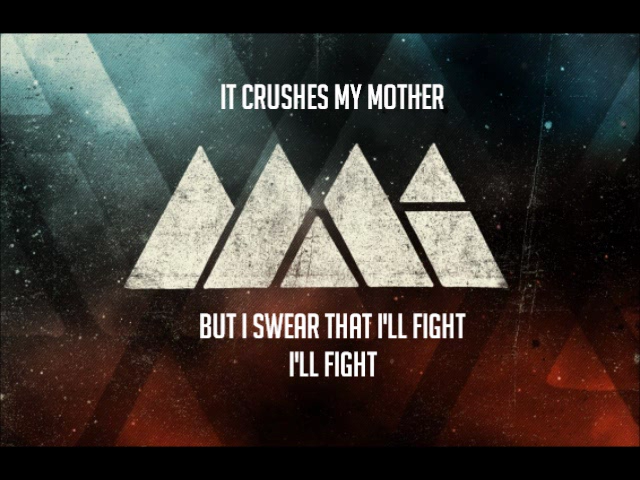 IT CRUSHES MY MOTHER
BUT I SWEAR THAT I'LL FIGHT
I'LL FIGHT